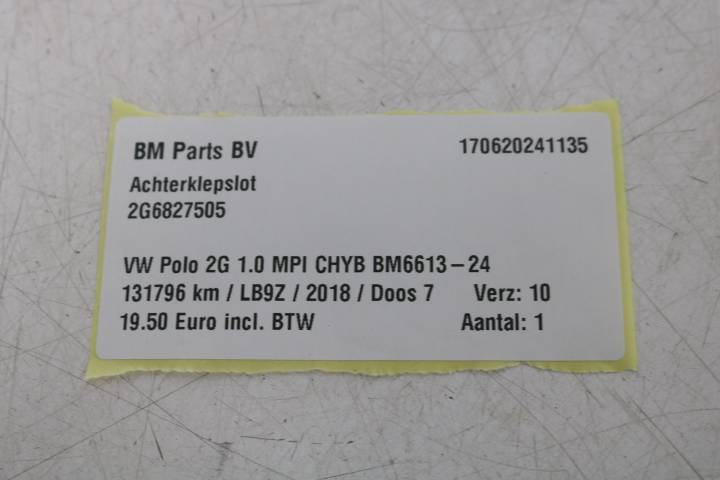 BM Parts BV 170620241135
Achterklepslot
2G6827505
VW Polo 2G 1.0 MPI CHYB BM6613-24
131796 km / LB9Z / 2018 / Doos 7 Verz: 10
19.50 Euro incl. BTW Aantal: 1